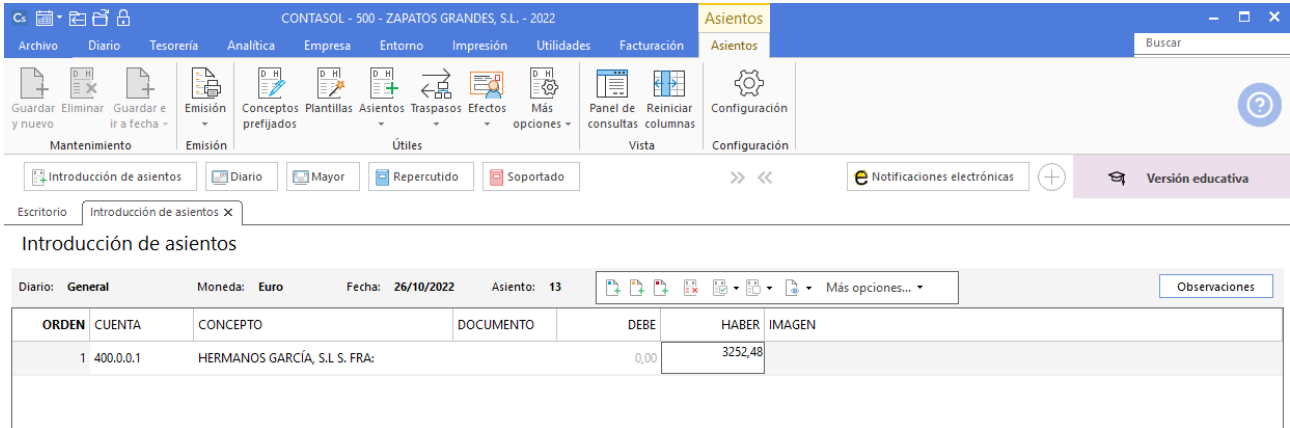 Cs CONTASOL - 500 - ZAPATOS GRANDES, S.L. - 2022 Asientos
Archivo Diario Tesorería Analítica Empresa Entorno Impresión Utilidades Facturación Asientos Buscar
Guardar y nuevo
Eliminar
Guardar e ir a fecha
Emisión
Conceptos prefijados
Plantillas
Asientos
Traspasos
Efectos
Más opciones
Panel de consultas
Reiniciar columnas
Configuración
Mantenimiento Emisión Útiles Vista Configuración
Introducción de asientos Diario Mayor Repercutido Soportado Notificaciones electrónicas Versión educativa
Escritorio Introducción de asientos X
Introducción de asientos
Diario: General Moneda: Euro Fecha: 26/10/2022 Asiento: 13 Más opciones... Observaciones
ORDEN CUENTA CONCEPTO DOCUMENTO DEBE HABER IMAGEN
1 400.0.0.1 HERMANOS GARCÍA, S.L S. FRA: 0,00 3252,48